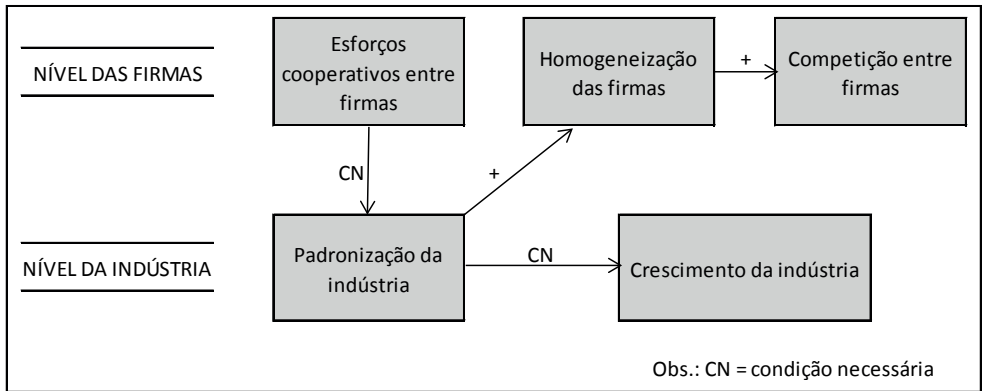 NÍVEL DAS FIRMAS
Esforços
cooperativos entre
firmas
Homogeneização
das firmas
+
Competição entre
firmas
CN
+
NÍVEL DA INDÚSTRIA
Padronização da
indústria
CN
Crescimento da indústria
Obs.: CN = condição necessária